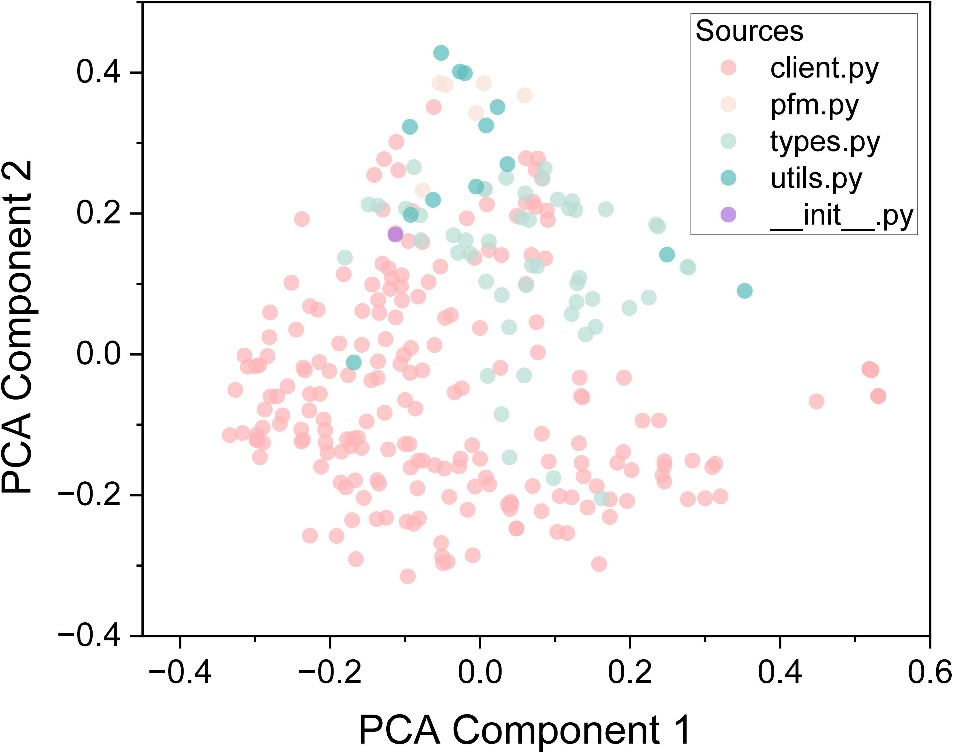 Sources
client.py
pfm.py
types.py
utils.py
__init__.py
0.4
0.2
0.0
−0.2
−0.4
PCA Component 2
−0.4 −0.2 0.0 0.2 0.4 0.6
PCA Component 1